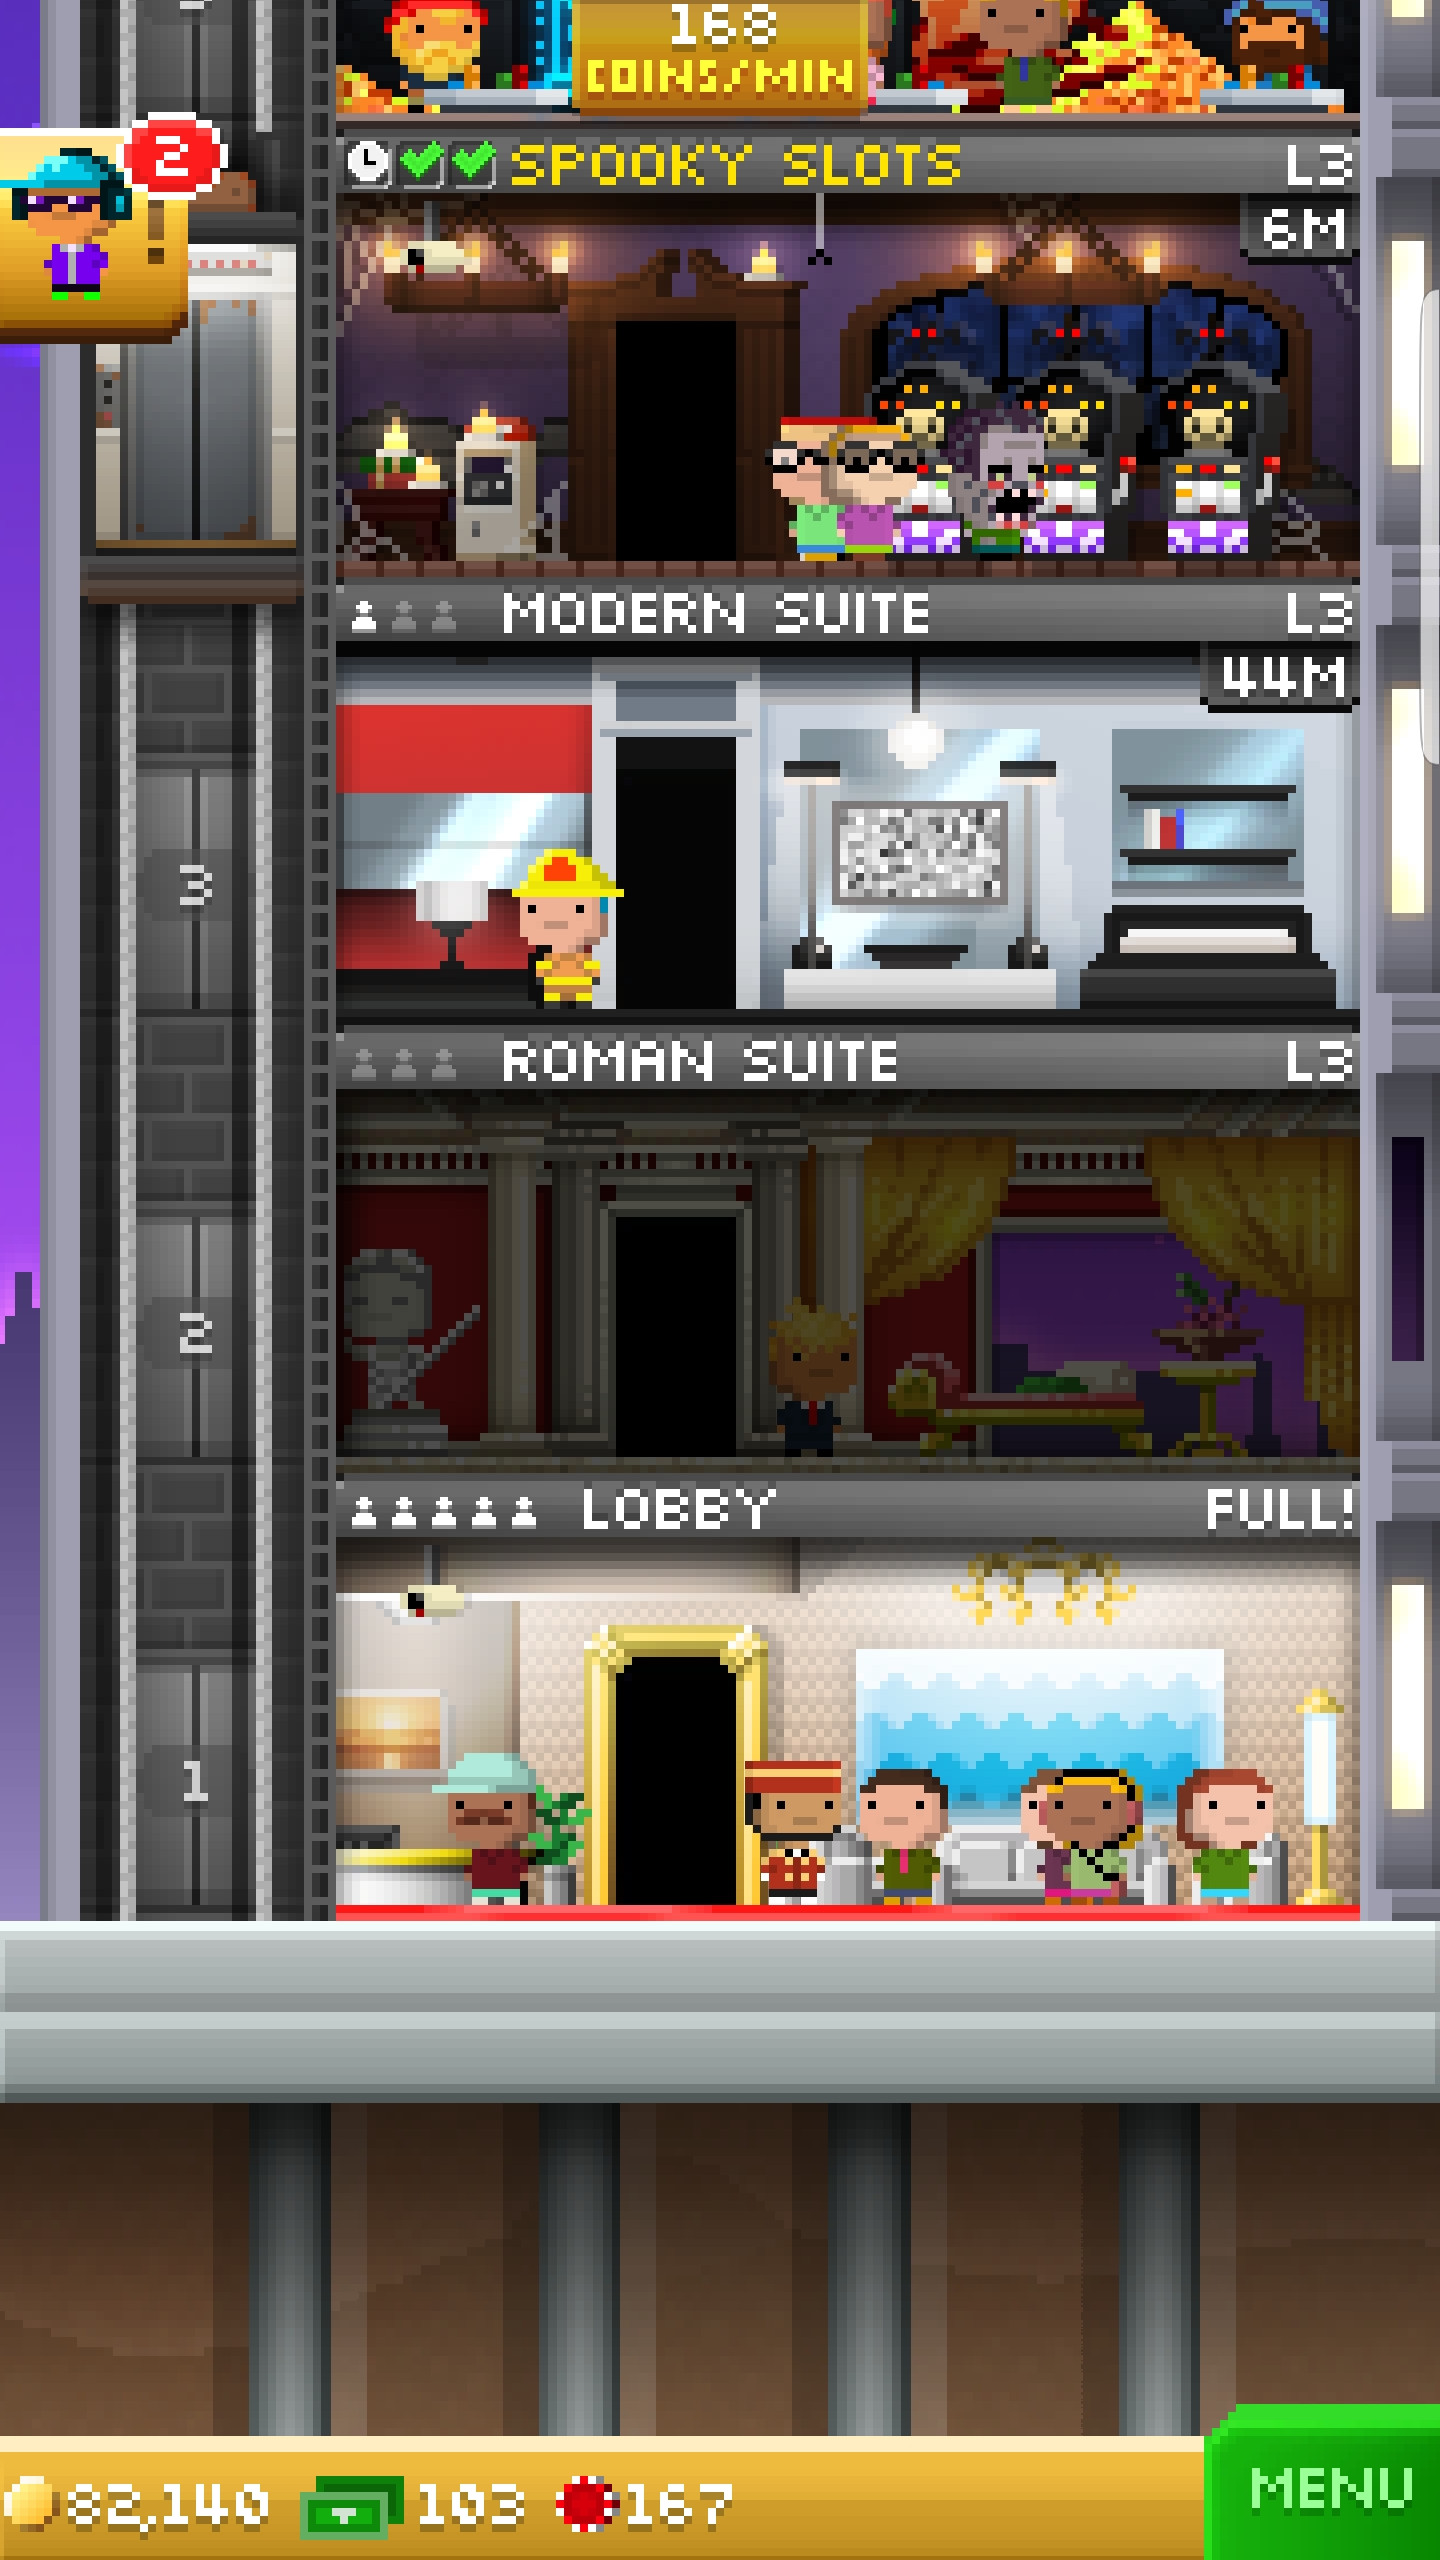 168
COINS/MIN
2
SPOOKY SLOTS L3
6M
MODERN SUITE L3
44M
3
ROMAN SUITE L3
2
LOBBY FULL!
1
82,140 103 167
MENU